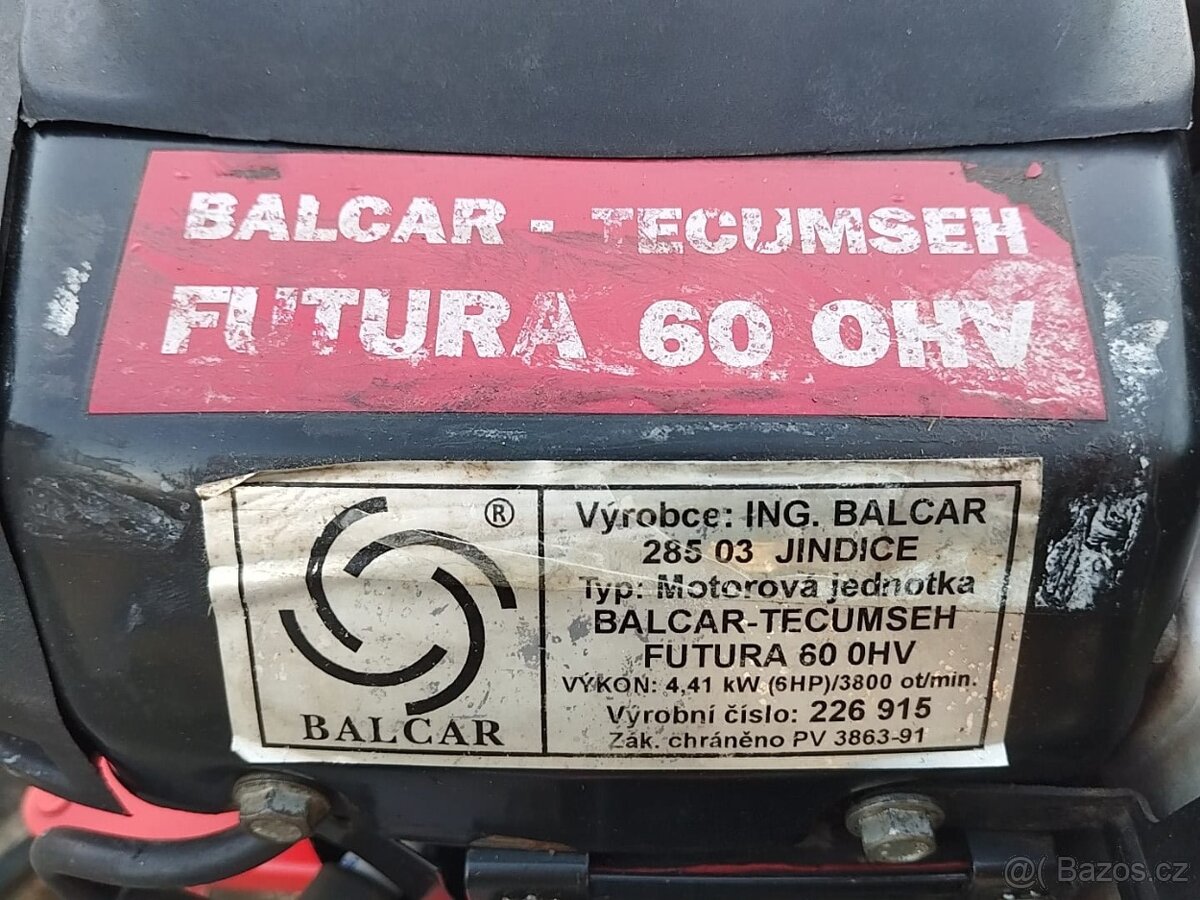 BALCAR - TECUMSEH
FUTURA 60 OHV
®
BALCAR
Výrobce: ING. BALCAR
285 03 JINDICE
Typ: Motorová jednotka
BALCAR-TECUMSEH
FUTURA 60 0HV
VÝKON: 4,41 kW (6HP)/3800 ot/min.
Výrobní číslo: 226 915
Zák. chráněno PV 3863-91
@( Bazos.cz